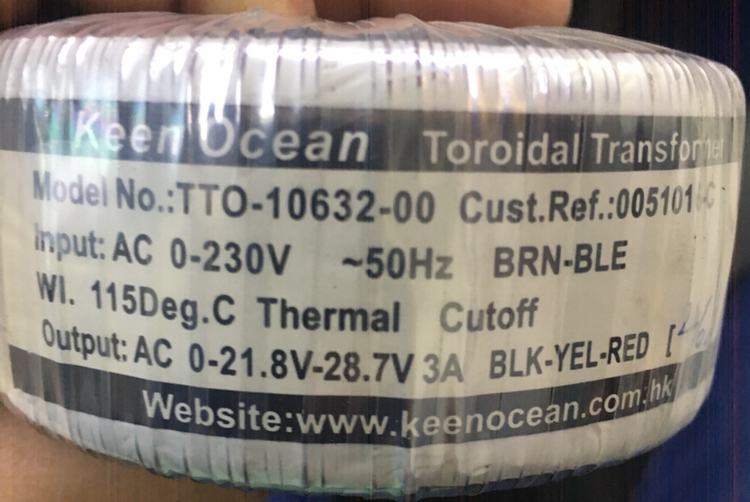 Keen Ocean Toroidal Transformer
Model No.:TTO-10632-00 Cust.Ref.:0051016-C
Input: AC 0-230V ~50Hz BRN-BLE
WI. 115Deg.C Thermal Cutoff
Output: AC 0-21.8V-28.7V 3A BLK-YEL-RED [
Website:www.keenocean.com.hk